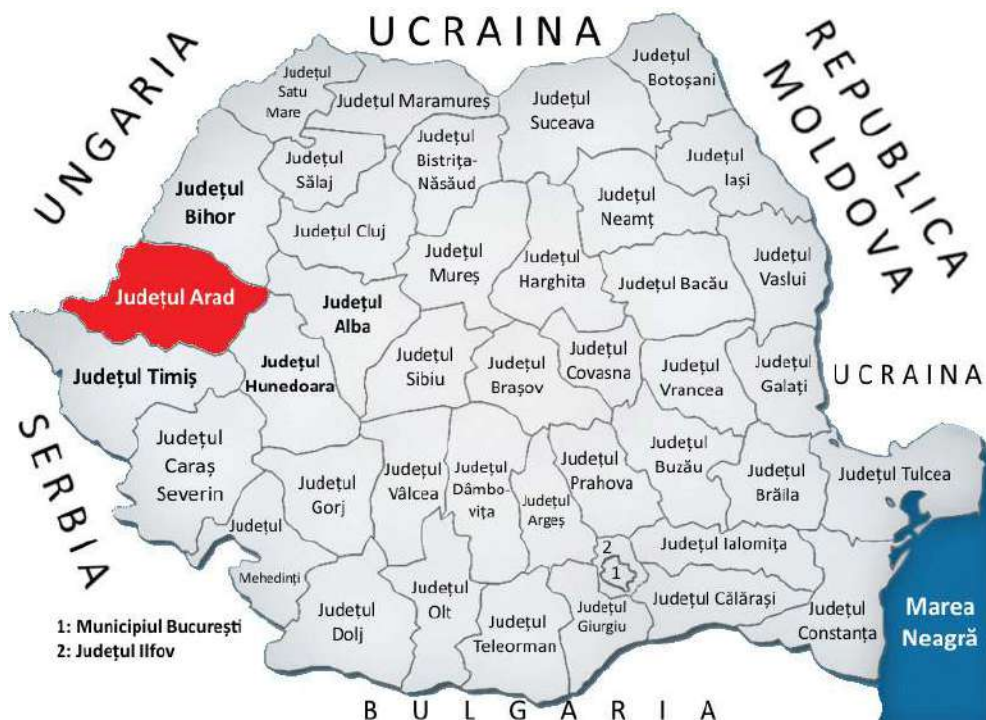 UCRAINA
UNGARIA
REPUBLICA
MOLDOVA
Județul
Satu
Mare
Județul Maramureș
Județul
Suceava
Județul
Botoșani
Județul
Bistrița-
Năsăud
Județul
Sălaj
Județul
Iași
Județul
Bihor
Județul
Neamț
Județul Cluj
Județul
Mureș
Județul
Harghita
Județul Bacău
Județul
Vaslui
Județul Arad
Județul
Alba
Județul Timiș
Județul
Hunedoara
Județul
Sibiu
Județul
Brașov
Județul
Covasna
Județul
Vrancea
Județul
Galați
UCRAINA
SERBIA
Județul
Caraș
Severin
Județul
Gorj
Județul
Vâlcea
Județul
Dâmbo-
vița
Județul
Argeș
Județul
Prahova
Județul
Buzău
Județul
Brăila
Județul Tulcea
Județul
Mehedinți
Județul
Dolj
Județul
Olt
Județul
Teleorman
2
1
Județul
Giurgiu
Județul Ialomița
Județul Călărași
Județul
Constanța
Marea
Neagră
1: Municipiul București
2: Județul Ilfov
BULGARIA